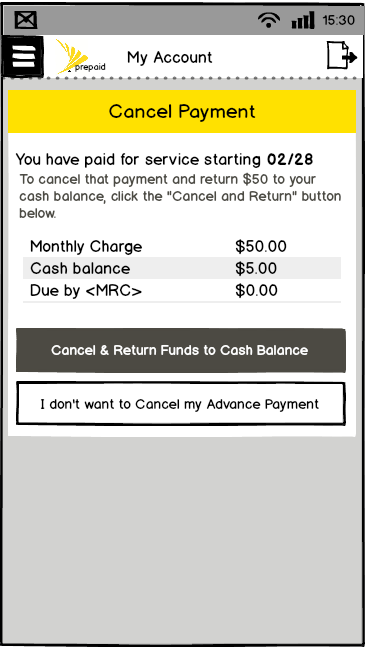 15:30
prepaid
My Account
Cancel Payment
You have paid for service starting 02/28
To cancel that payment and return $50 to your
cash balance, click the "Cancel and Return" button
below.
Monthly Charge $50.00
Cash balance $5.00
Due by <MRC> $0.00
Cancel & Return Funds to Cash Balance
I don't want to Cancel my Advance Payment